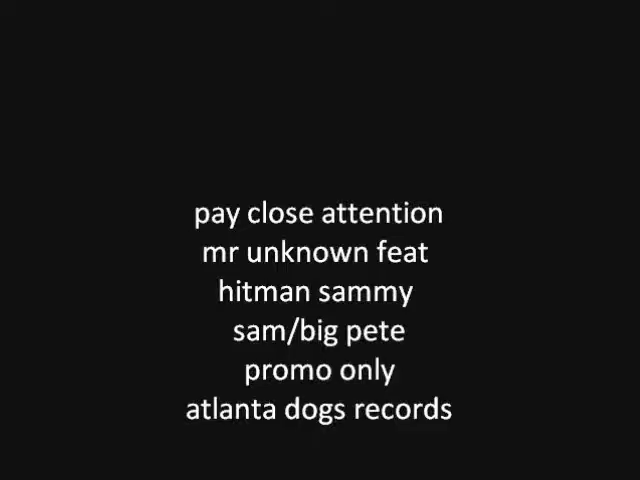 pay close attention
mr unknown feat
hitman sammy
sam/big pete
promo only
atlanta dogs records